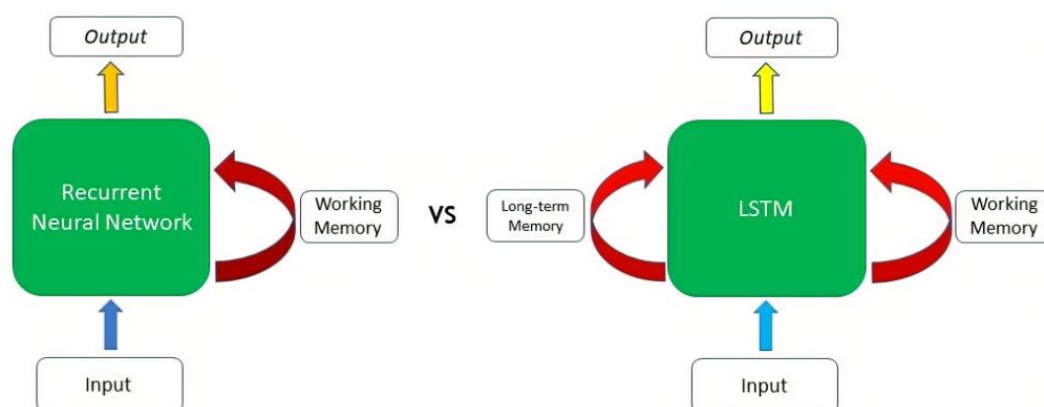 Output
Recurrent
Neural Network
Working
Memory
Input
VS
Output
Long-term
Memory
LSTM
Working
Memory
Input